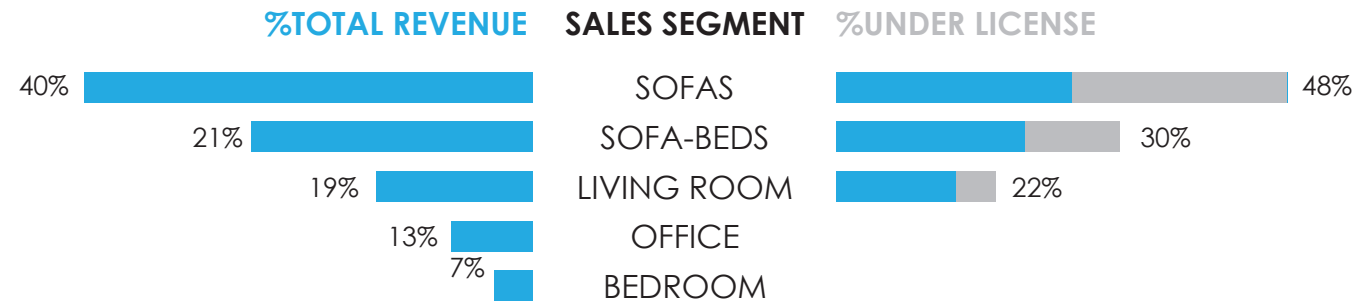 %TOTAL REVENUE SALES SEGMENT %UNDER LICENSE
40% SOFAS 48%
21% SOFA-BEDS 30%
19% LIVING ROOM 22%
13% OFFICE
7% BEDROOM